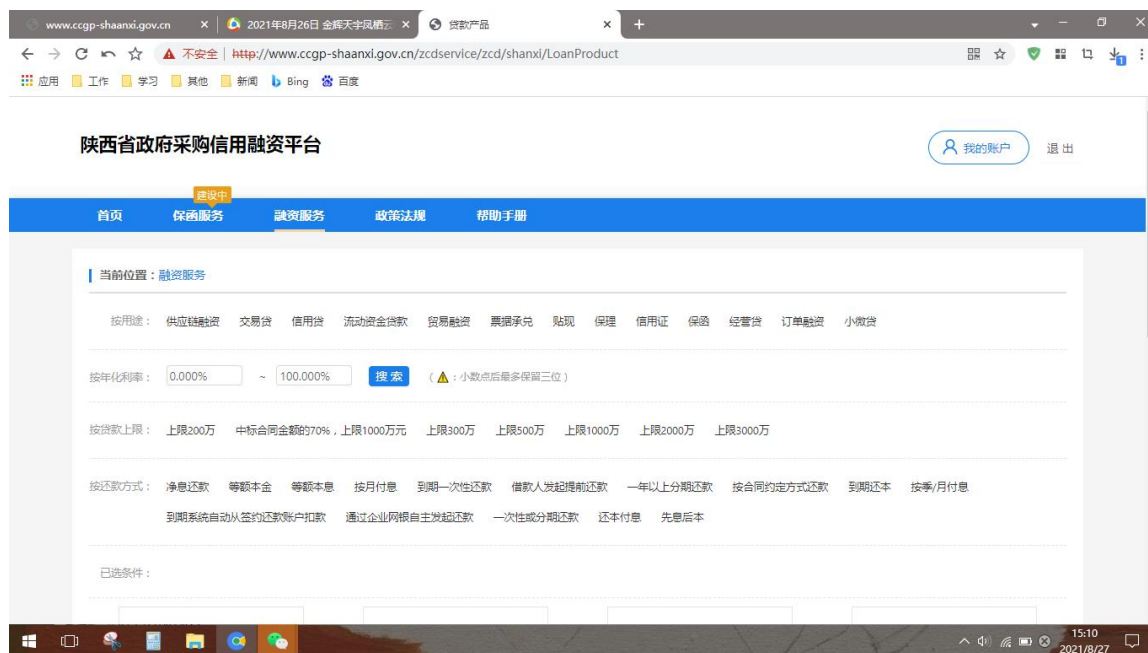 www.ccgp-shaanxi.gov.cn × 2021年8月26日 金辉天宇凤栖云 × 贷款产品 × +
不安全 | http://www.ccgp-shaanxi.gov.cn/zcdservice/zcd/shanxi/LoanProduct
应用 工作 学习 其他 新闻 Bing 百度
陕西省政府采购信用融资平台
我的账户 退出
建设中
首页 保函服务 融资服务 政策法规 帮助手册
当前位置：融资服务
按用途： 供应链融资 交易贷 信用贷 流动资金贷款 贸易融资 票据承兑 贴现 保理 信用证 保函 经营贷 订单融资 小微贷
按年化利率： 0.000% ~ 100.000% 搜索 （ ：小数点后最多保留三位）
按贷款上限： 上限200万 中标合同金额的70%，上限1000万元 上限300万 上限500万 上限1000万 上限2000万 上限3000万
按还款方式： 净息还款 等额本金 等额本息 按月付息 到期一次性还款 借款人发起提前还款 一年以上分期还款 按合同约定方式还款 到期还本 按季/月付息
到期系统自动从签约还款账户扣款 通过企业网银自主发起还款 一次性或分期还款 还本付息 先息后本
已选条件：
15:10
2021/8/27